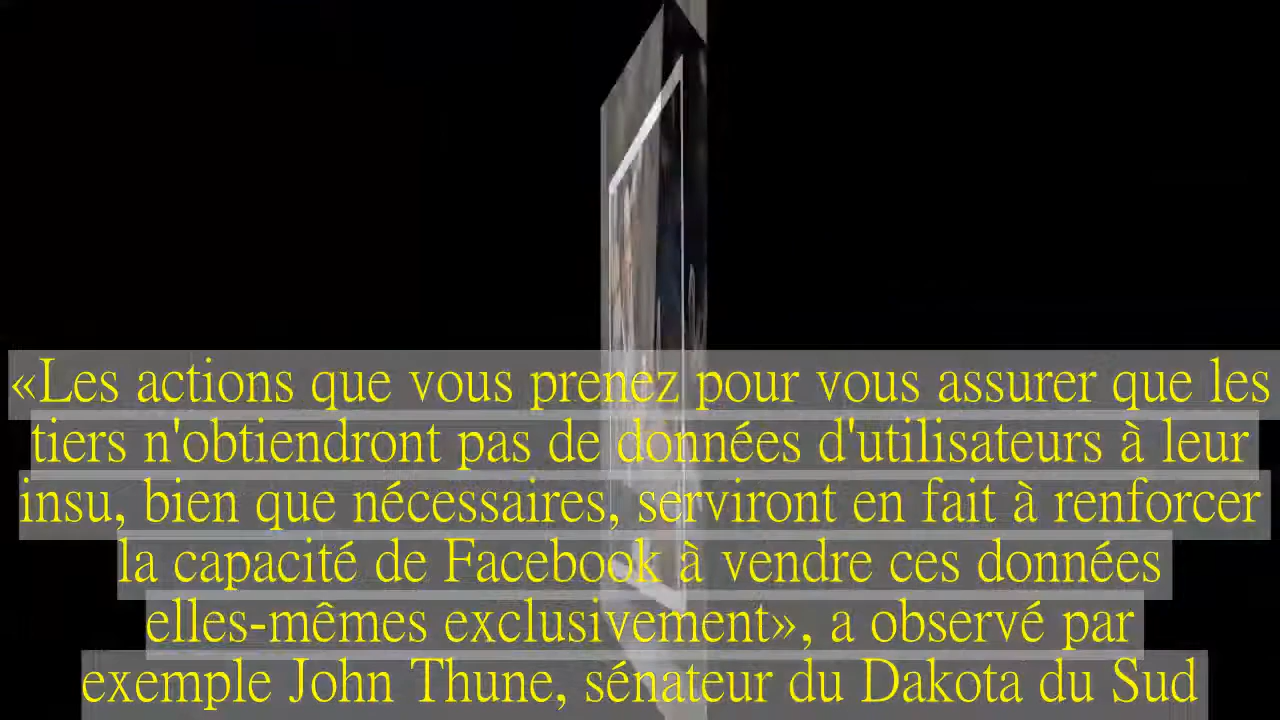 «Les actions que vous prenez pour vous assurer que les
tiers n'obtiendront pas de données d'utilisateurs à leur
insu, bien que nécessaires, serviront en fait à renforcer
la capacité de Facebook à vendre ces données
elles-mêmes exclusivement», a observé par
exemple John Thune, sénateur du Dakota du Sud